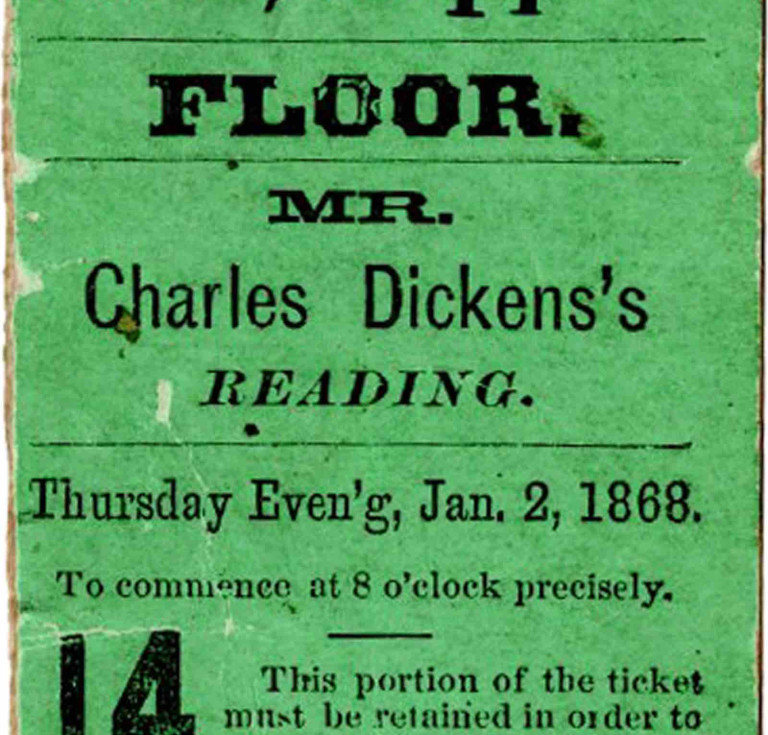 FLOOR.
MR.
Charles Dickens's
READING.
Thursday Even'g, Jan. 2, 1868.
To commence at 8 o'clock precisely.
14
This portion of the ticket
must be retained in order to